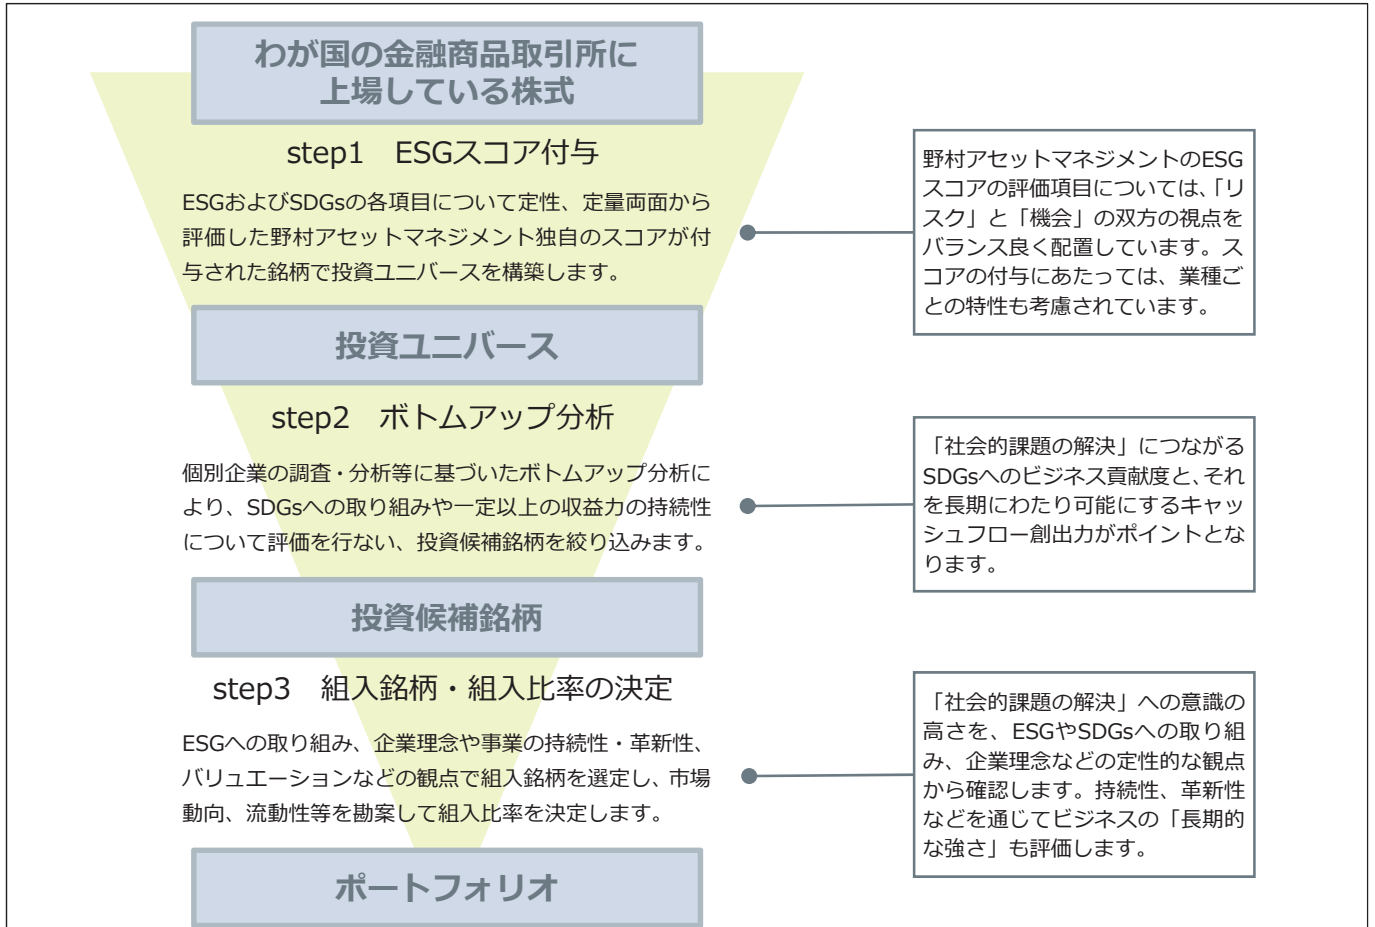 わが国の金融商品取引所に
上場している株式
step1　ESGスコア付与
ESGおよびSDGsの各項目について定性、定量両面から
評価した野村アセットマネジメント独自のスコアが付
与された銘柄で投資ユニバースを構築します。
野村アセットマネジメントのESG
スコアの評価項目については、「リ
スク」と「機会」の双方の視点を
バランス良く配置しています。ス
コアの付与にあたっては、業種ご
との特性も考慮されています。
投資ユニバース
step2　ボトムアップ分析
個別企業の調査・分析等に基づいたボトムアップ分析に
より、SDGsへの取り組みや一定以上の収益力の持続性
について評価を行ない、投資候補銘柄を絞り込みます。
「社会的課題の解決」につながる
SDGsへのビジネス貢献度と、それ
を長期にわたり可能にするキャッ
シュフロー創出力がポイントとな
ります。
投資候補銘柄
step3　組入銘柄・組入比率の決定
ESGへの取り組み、企業理念や事業の持続性・革新性、
バリュエーションなどの観点で組入銘柄を選定し、市場
動向、流動性等を勘案して組入比率を決定します。
「社会的課題の解決」への意識の
高さを、ESGやSDGsへの取り組
み、企業理念などの定性的な観点
から確認します。持続性、革新性
などを通じてビジネスの「長期的
な強さ」も評価します。
ポートフォリオ